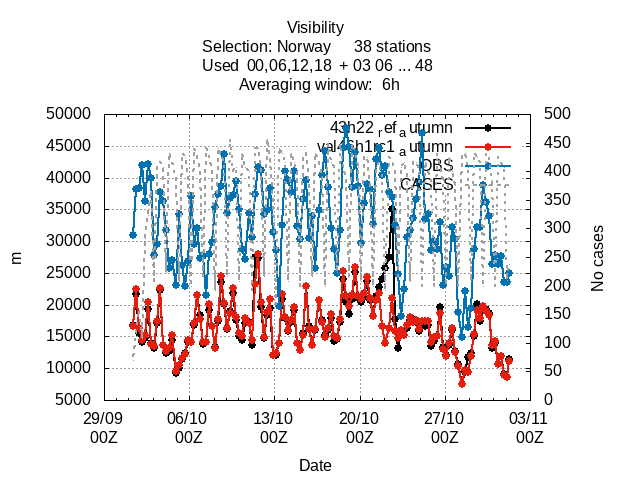 Visibility
Selection: Norway 38 stations
Used 00,06,12,18 + 03 06 ... 48
Averaging window: 6h
50000 500
45000 450
40000 400
35000 350
30000 300
25000 250
20000 200
15000 150
10000 100
5000 50
0
43h22 ref a utumn
OBS
CASES
m
No cases
29/09 06/10 13/10 20/10 27/10 03/11
00Z 00Z 00Z 00Z 00Z 00Z
Date